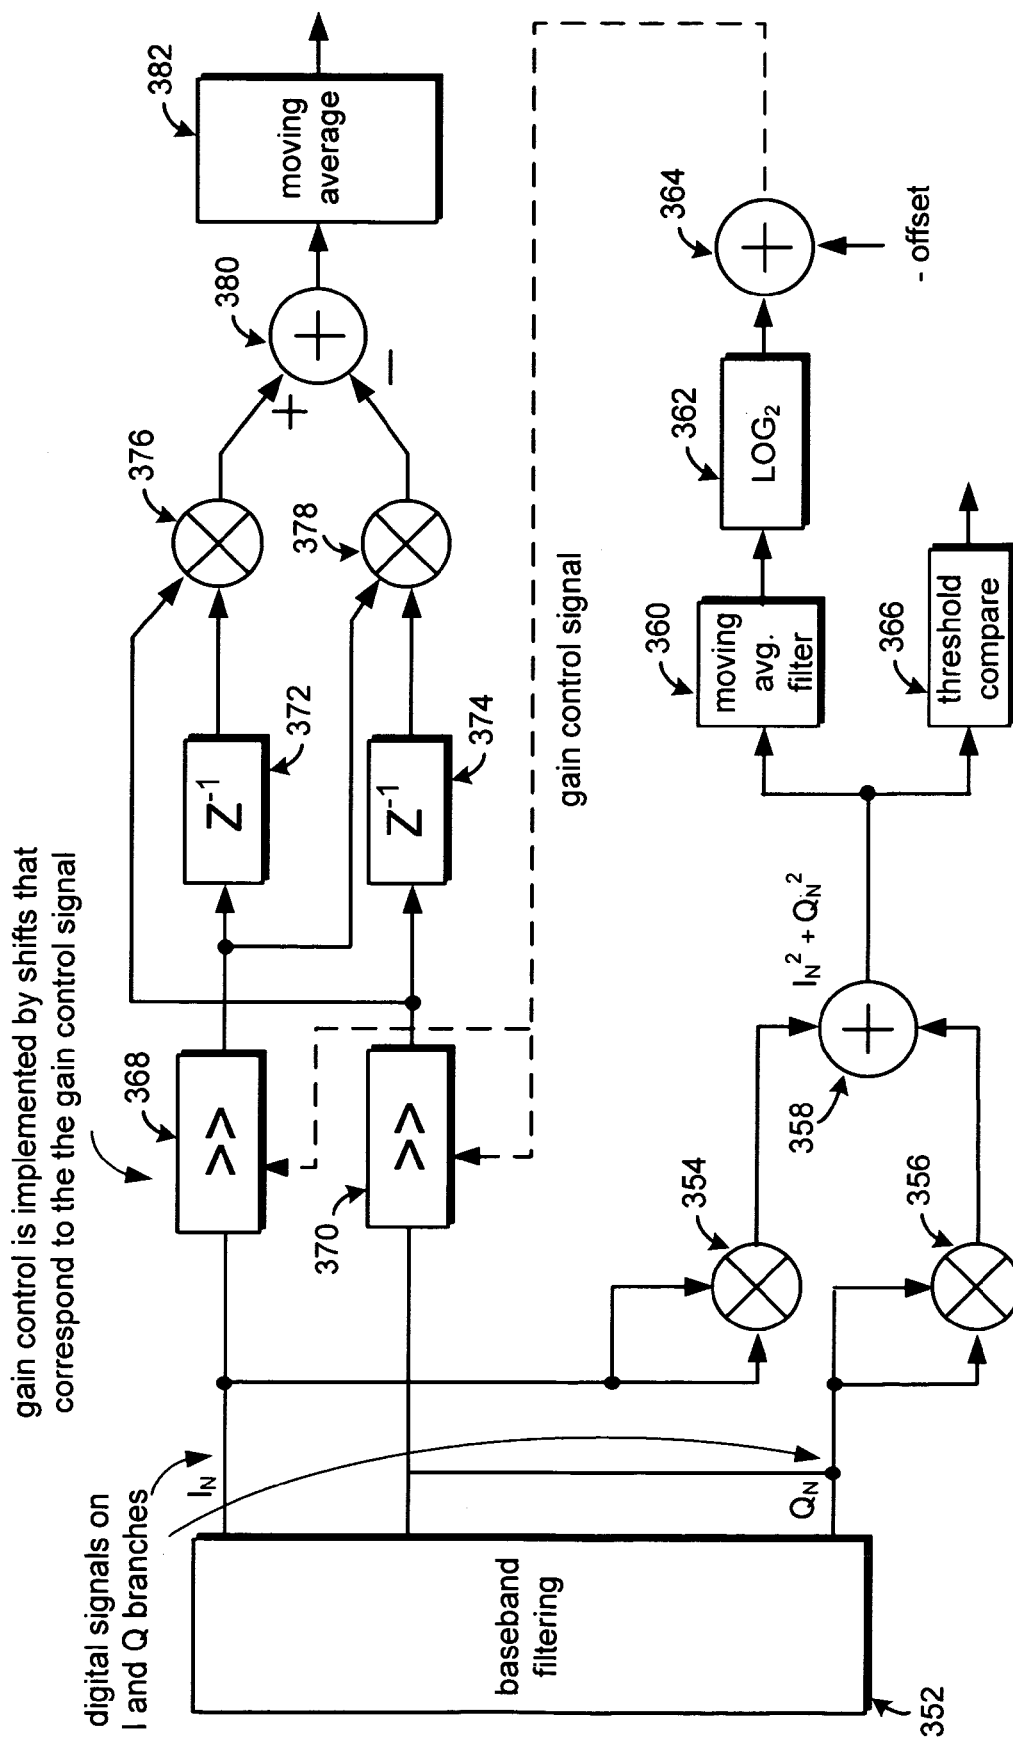 gain control is implemented by shifts that
correspond to the the gain control signal
digital signals on
I and Q branches
I_N
Q_N
baseband
filtering
352
368
>>
370
>>
Z^-1
372
Z^-1
374
376
378
+
−
380
+
382
moving
average
gain control signal
354
356
358
+
I_N^2 + Q_N^2
360
moving
avg.
filter
362
LOG_2
364
+
- offset
366
threshold
compare